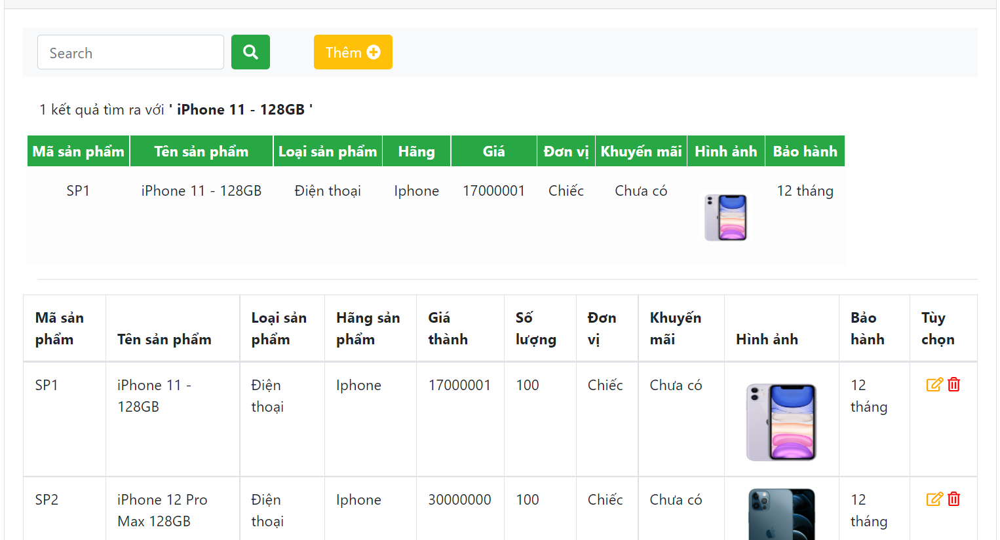 Search
Thêm
1 kết quả tìm ra với ' iPhone 11 - 128GB '
Mã sản phẩm Tên sản phẩm Loại sản phẩm Hãng Giá Đơn vị Khuyến mãi Hình ảnh Bảo hành
SP1 iPhone 11 - 128GB Điện thoại Iphone 17000001 Chiếc Chưa có 12 tháng
Mã sản Loại sản Hãng sản Giá Số Đơn Khuyến Bảo Tùy
phẩm Tên sản phẩm phẩm phẩm thành lượng vị mãi Hình ảnh hành chọn
SP1 iPhone 11 - Điện Iphone 17000001 100 Chiếc Chưa có 12
128GB thoại tháng
SP2 iPhone 12 Pro Điện Iphone 30000000 100 Chiếc Chưa có 12
Max 128GB thoại tháng